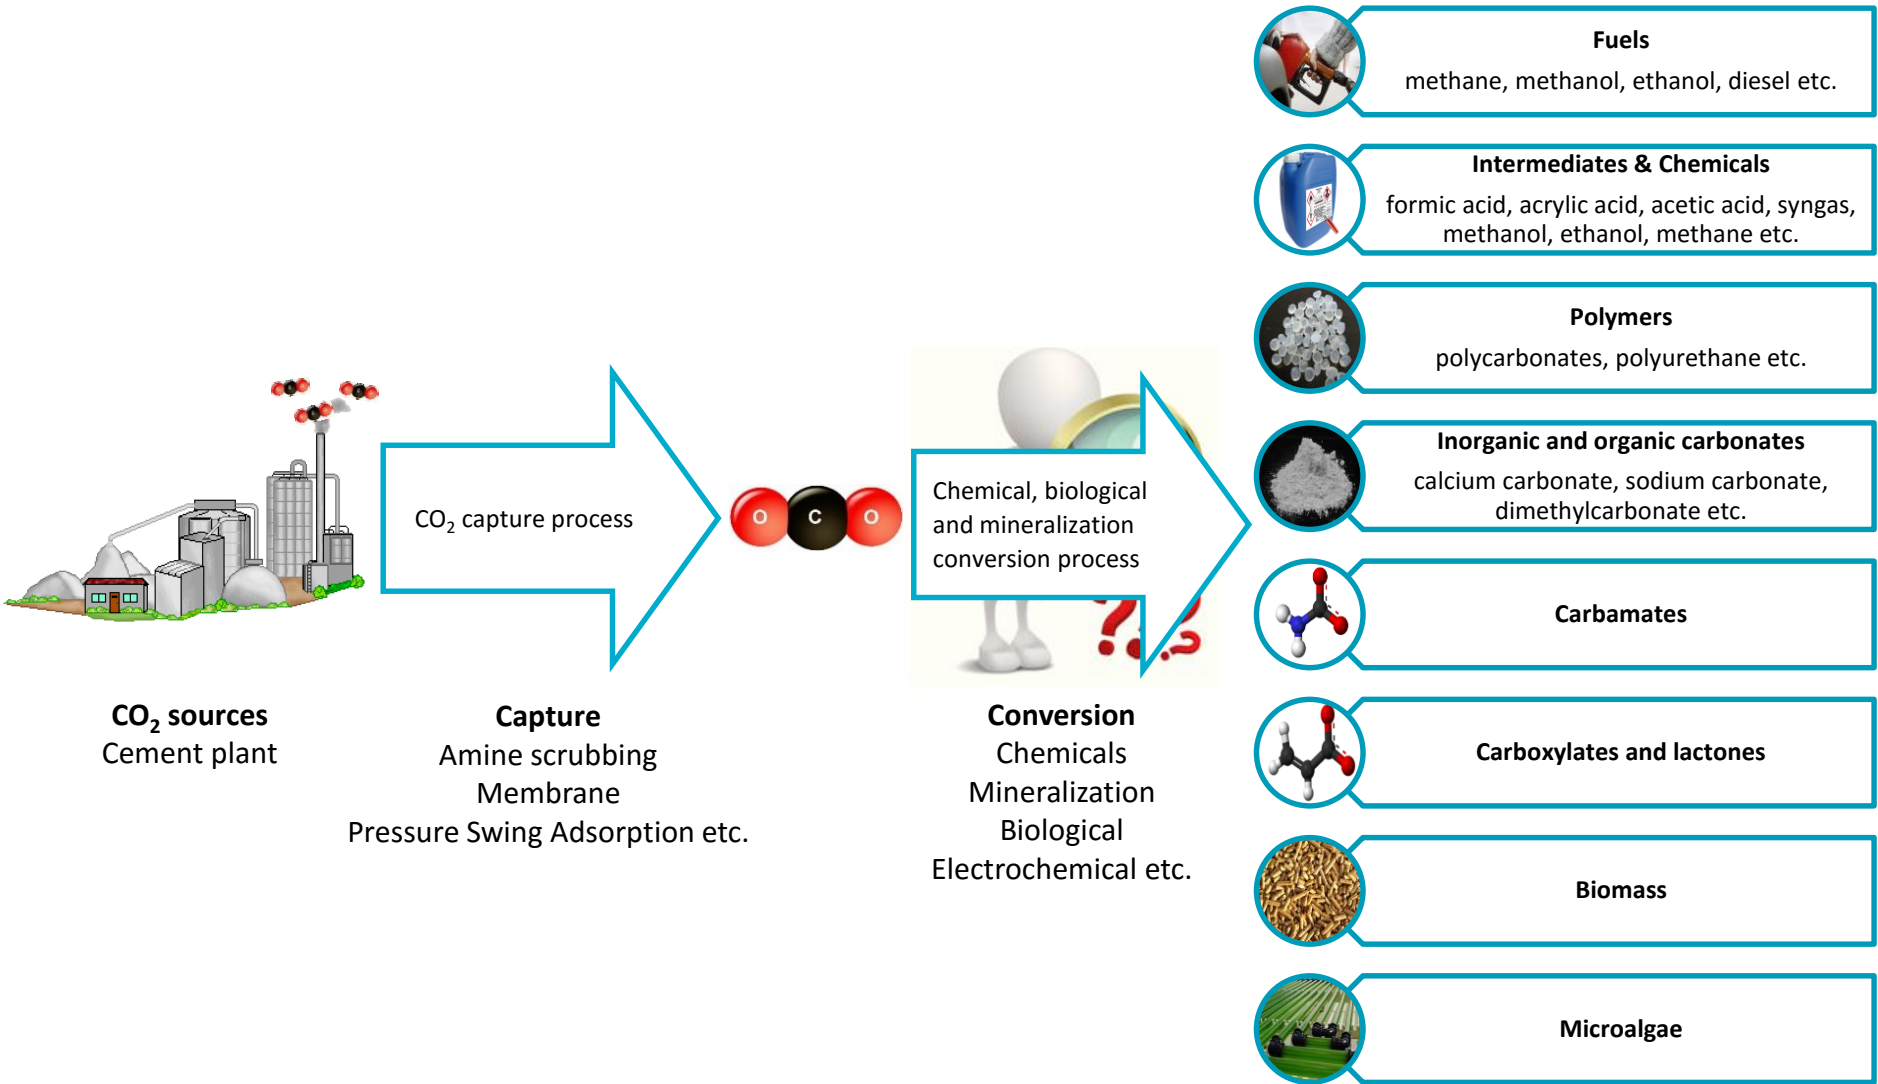 CO₂ capture process
O C O
Chemical, biological
and mineralization
conversion process
CO₂ sources
Cement plant
Capture
Amine scrubbing
Membrane
Pressure Swing Adsorption etc.
Conversion
Chemicals
Mineralization
Biological
Electrochemical etc.
Fuels
methane, methanol, ethanol, diesel etc.
Intermediates & Chemicals
formic acid, acrylic acid, acetic acid, syngas,
methanol, ethanol, methane etc.
Polymers
polycarbonates, polyurethane etc.
Inorganic and organic carbonates
calcium carbonate, sodium carbonate,
dimethylcarbonate etc.
Carbamates
Carboxylates and lactones
Biomass
Microalgae